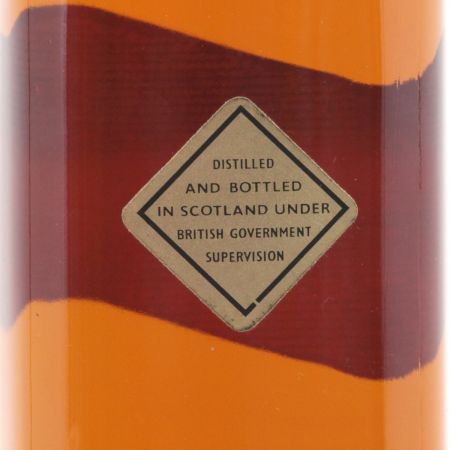 DISTILLED
AND BOTTLED
IN SCOTLAND UNDER
BRITISH GOVERNMENT
SUPERVISION